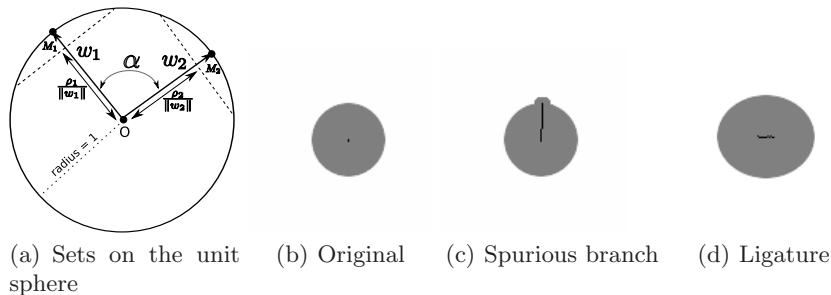 M₁ w₁ α w₂ M₂
ρ₁/‖w₁‖ ρ₂/‖w₂‖
O
radius = 1
(a) Sets on the unit sphere
(b) Original
(c) Spurious branch
(d) Ligature